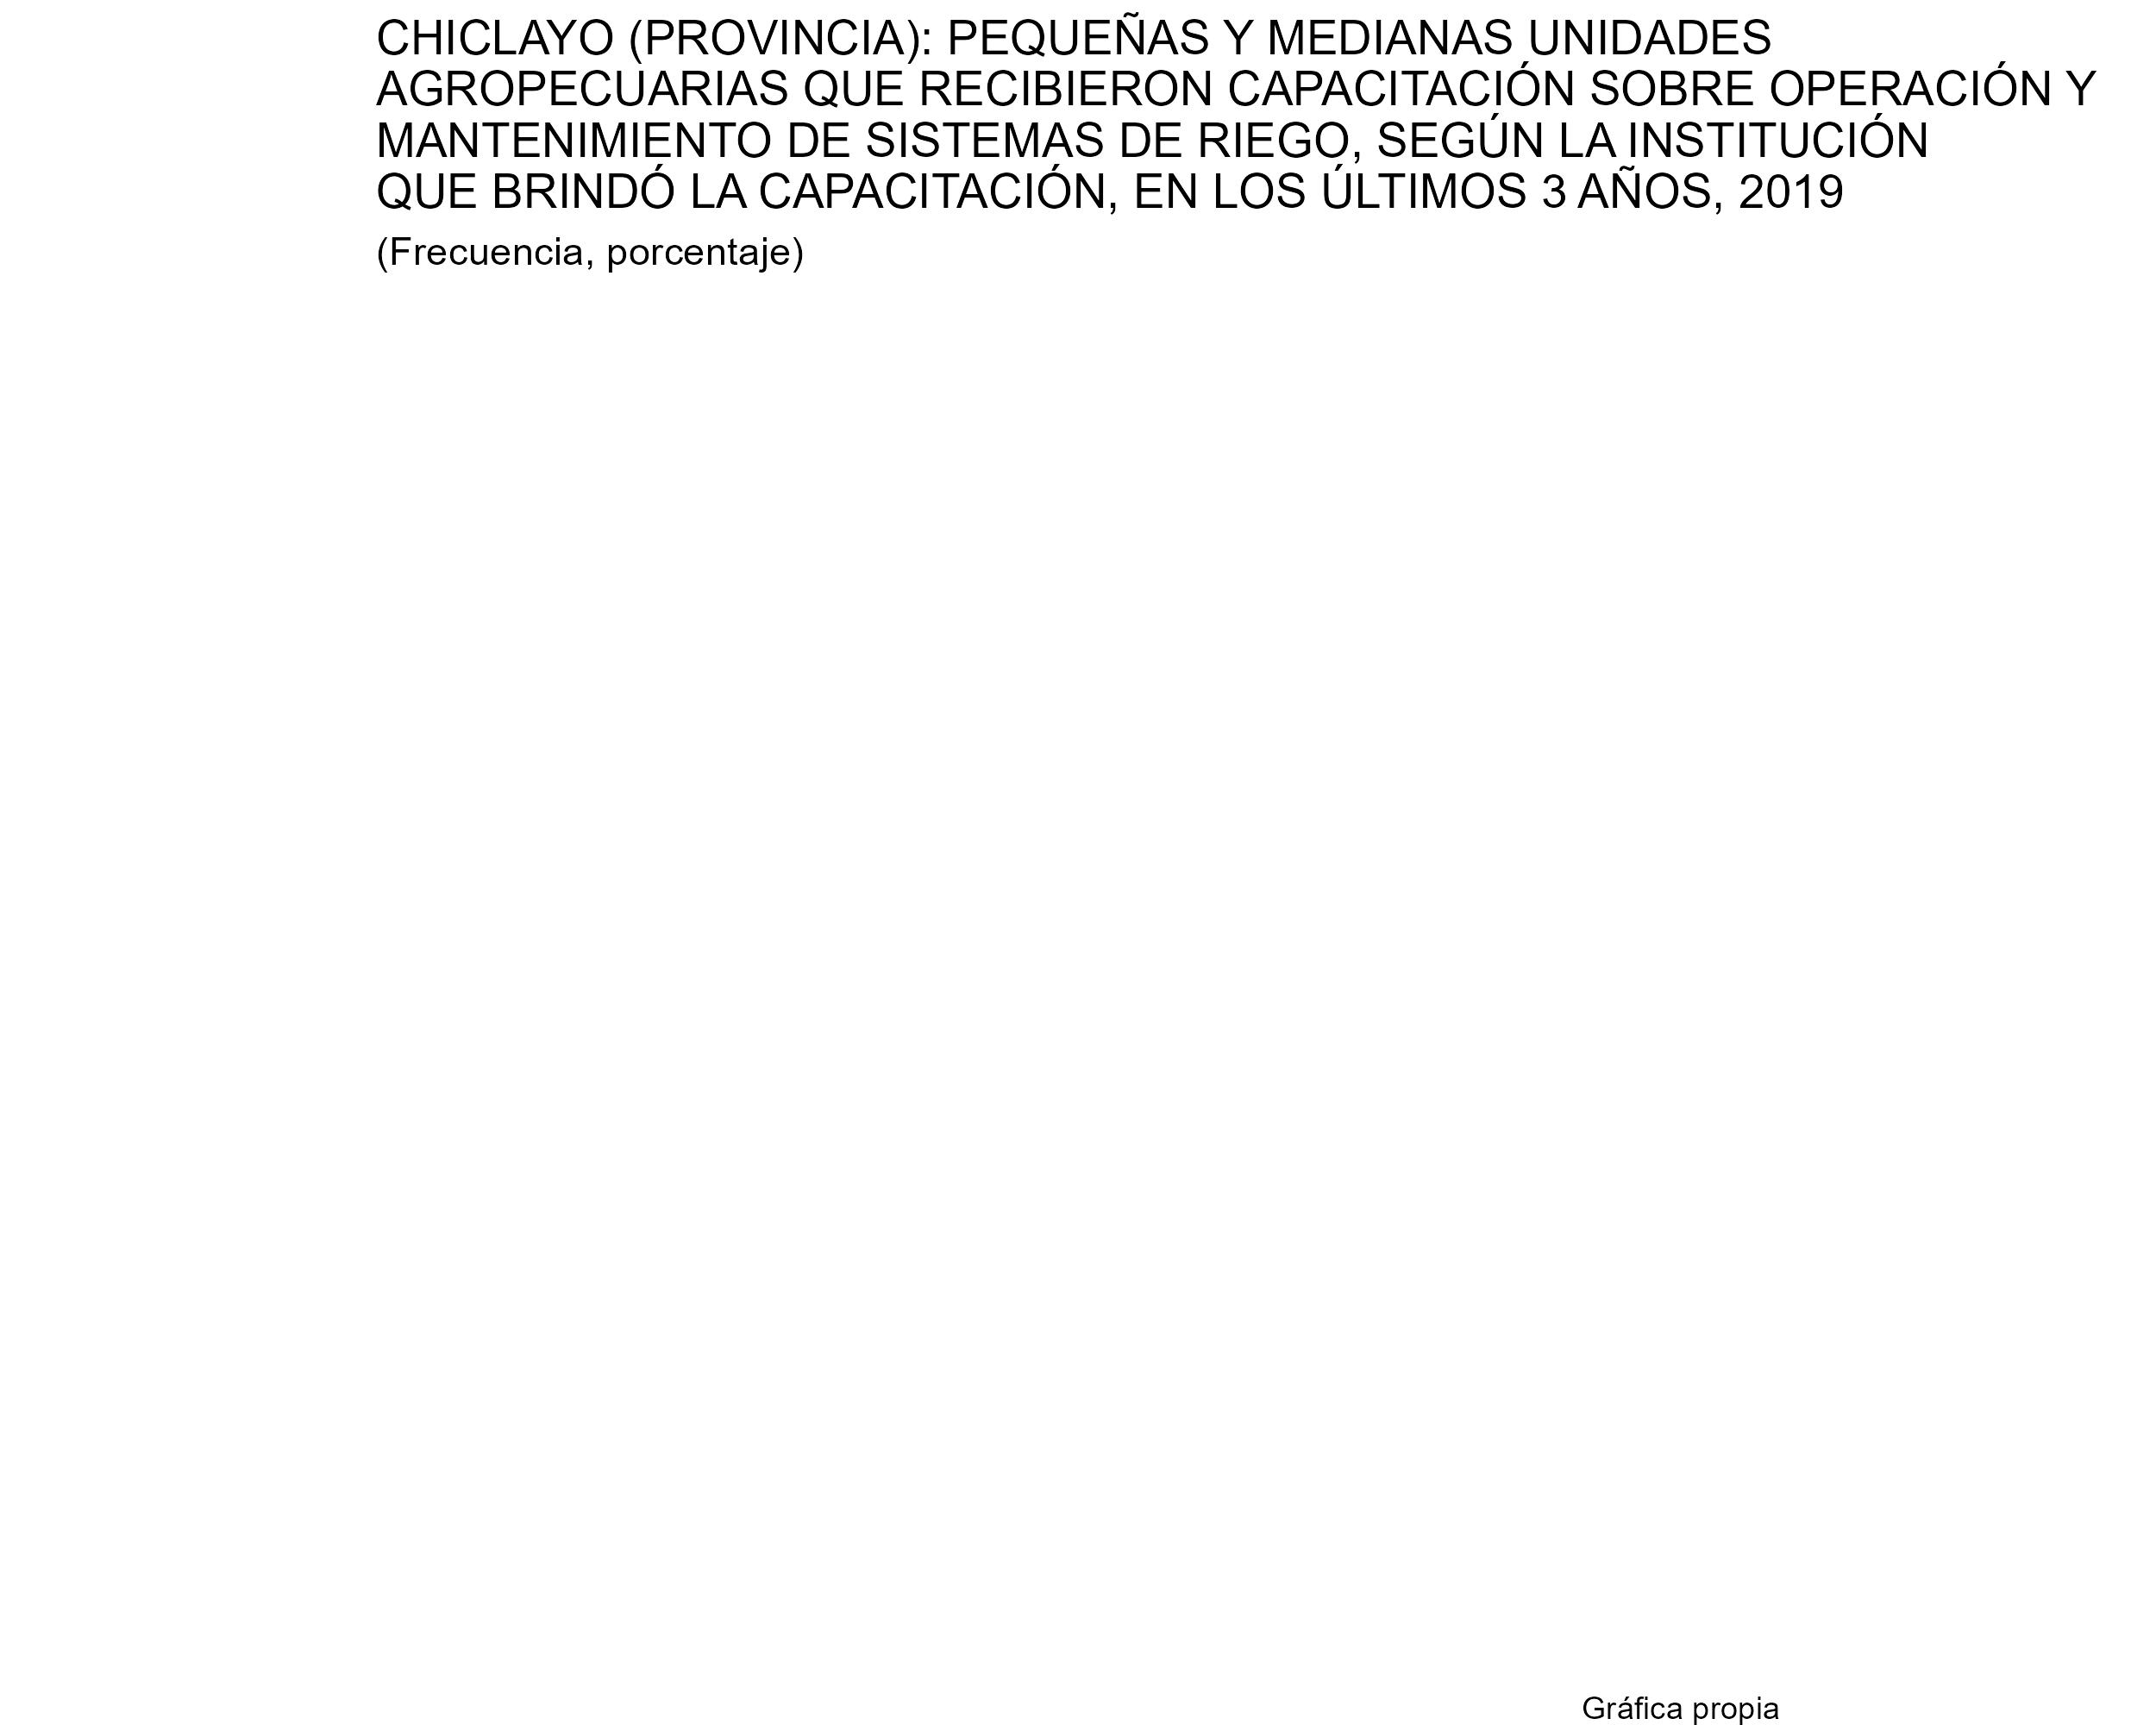 CHICLAYO (PROVINCIA): PEQUEÑAS Y MEDIANAS UNIDADES
AGROPECUARIAS QUE RECIBIERON CAPACITACIÓN SOBRE OPERACIÓN Y
MANTENIMIENTO DE SISTEMAS DE RIEGO, SEGÚN LA INSTITUCIÓN
QUE BRINDÓ LA CAPACITACIÓN, EN LOS ÚLTIMOS 3 AÑOS, 2019
(Frecuencia, porcentaje)
Gráfica propia